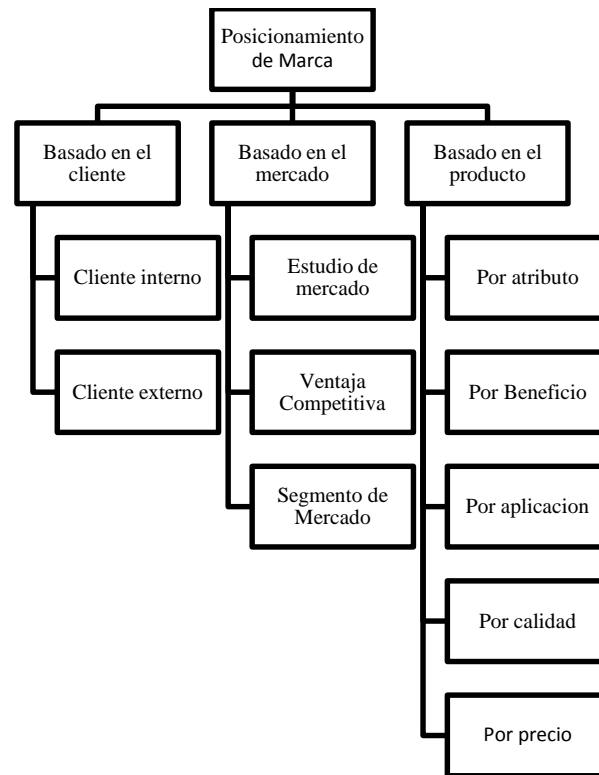 Posicionamiento
de Marca
Basado en el
cliente
Basado en el
mercado
Basado en el
producto
Cliente interno
Estudio de
mercado
Por atributo
Cliente externo
Ventaja
Competitiva
Por Beneficio
Segmento de
Mercado
Por aplicacion
Por calidad
Por precio